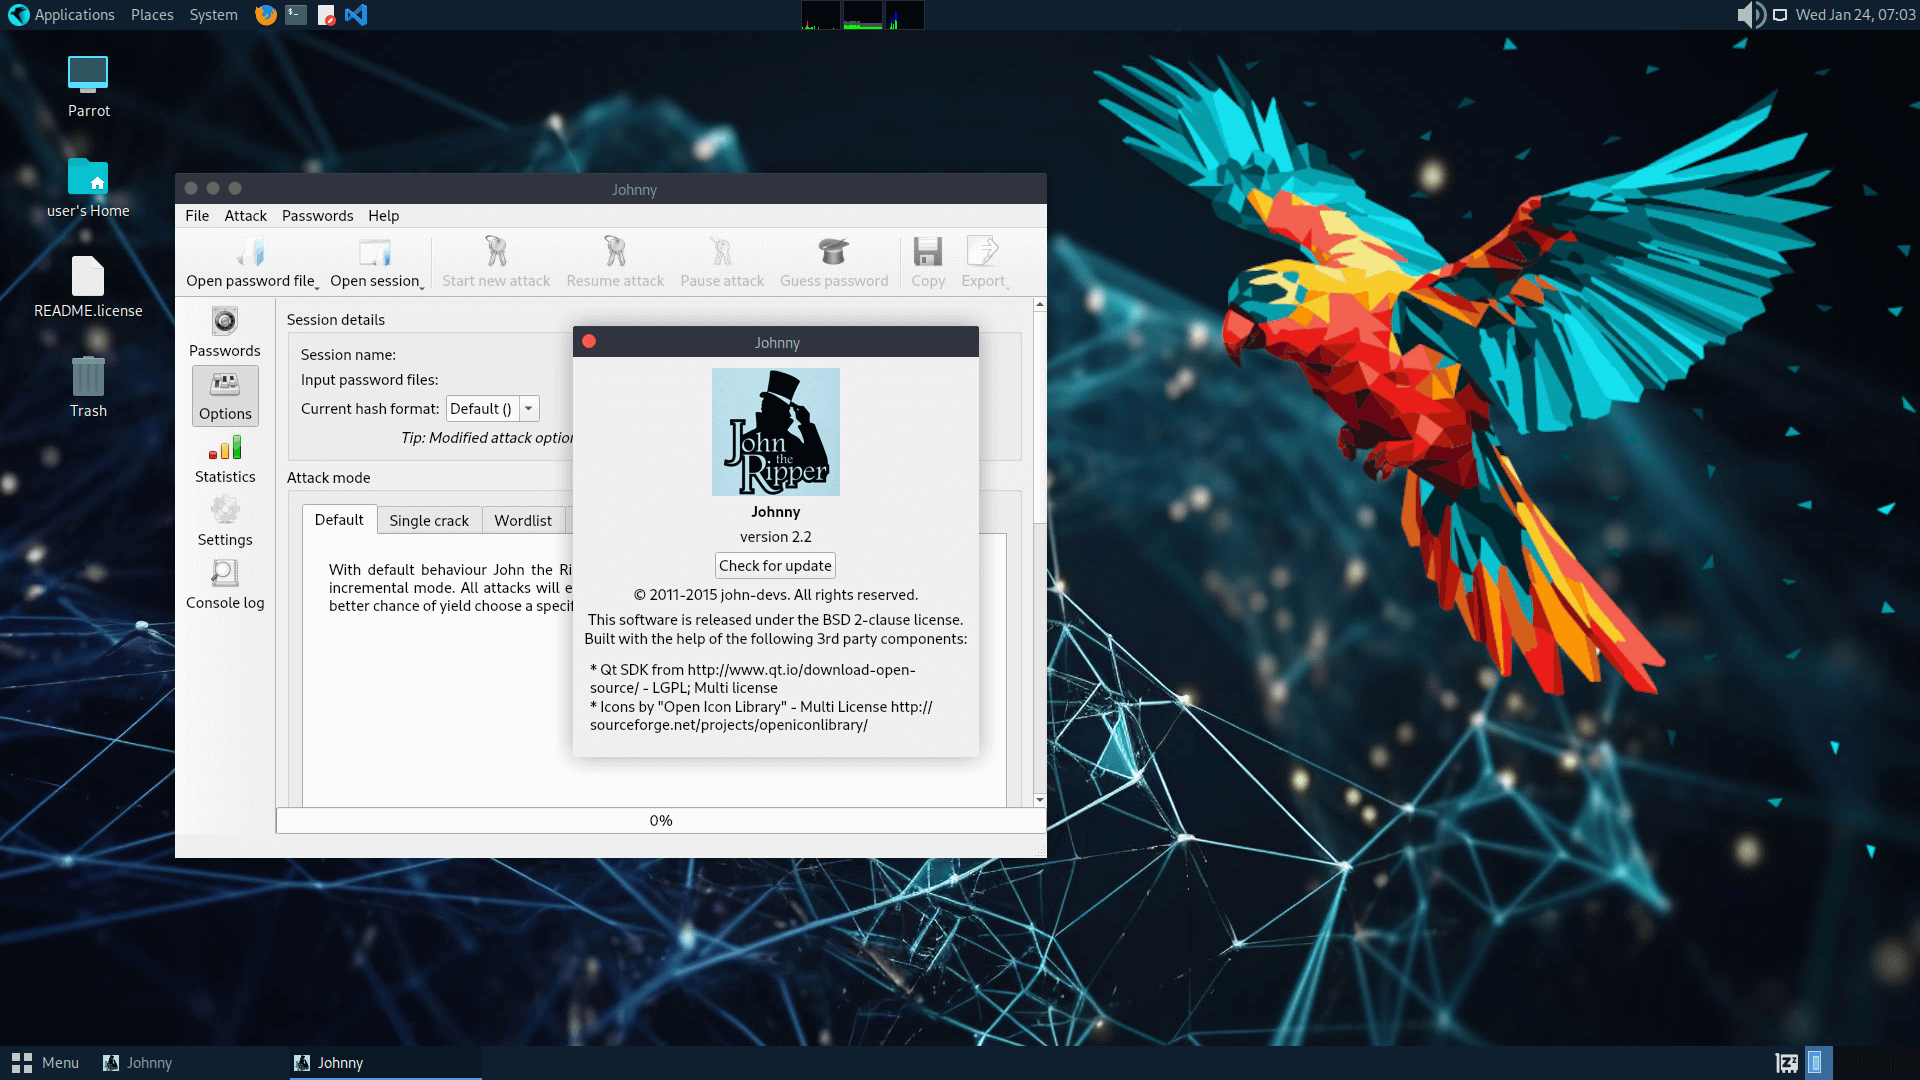 Applications Places System
Wed Jan 24, 07:03
Parrot
user's Home
README.license
Trash
Johnny
File Attack Passwords Help
Open password file Open session Start new attack Resume attack Pause attack Guess password Copy Export
Passwords
Options
Statistics
Settings
Console log
Session details
Session name:
Input password files:
Current hash format: Default ()
Tip: Modified attack option
Attack mode
Default Single crack Wordlist
With default behaviour John the Ri
incremental mode. All attacks will e
better chance of yield choose a specif
0%
Johnny
John
the
Ripper
Johnny
version 2.2
Check for update
© 2011-2015 john-devs. All rights reserved.
This software is released under the BSD 2-clause license.
Built with the help of the following 3rd party components:
* Qt SDK from http://www.qt.io/download-open-
source/ - LGPL; Multi license
* Icons by "Open Icon Library" - Multi License http://
sourceforge.net/projects/openiconlibrary/
Menu Johnny Johnny